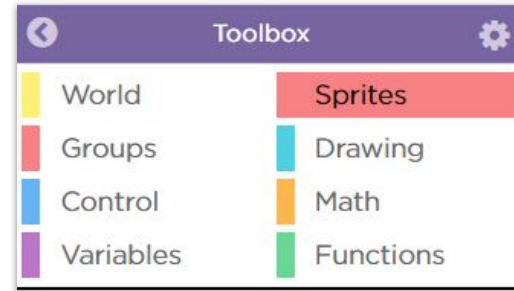 Toolbox
World Sprites
Groups Drawing
Control Math
Variables Functions